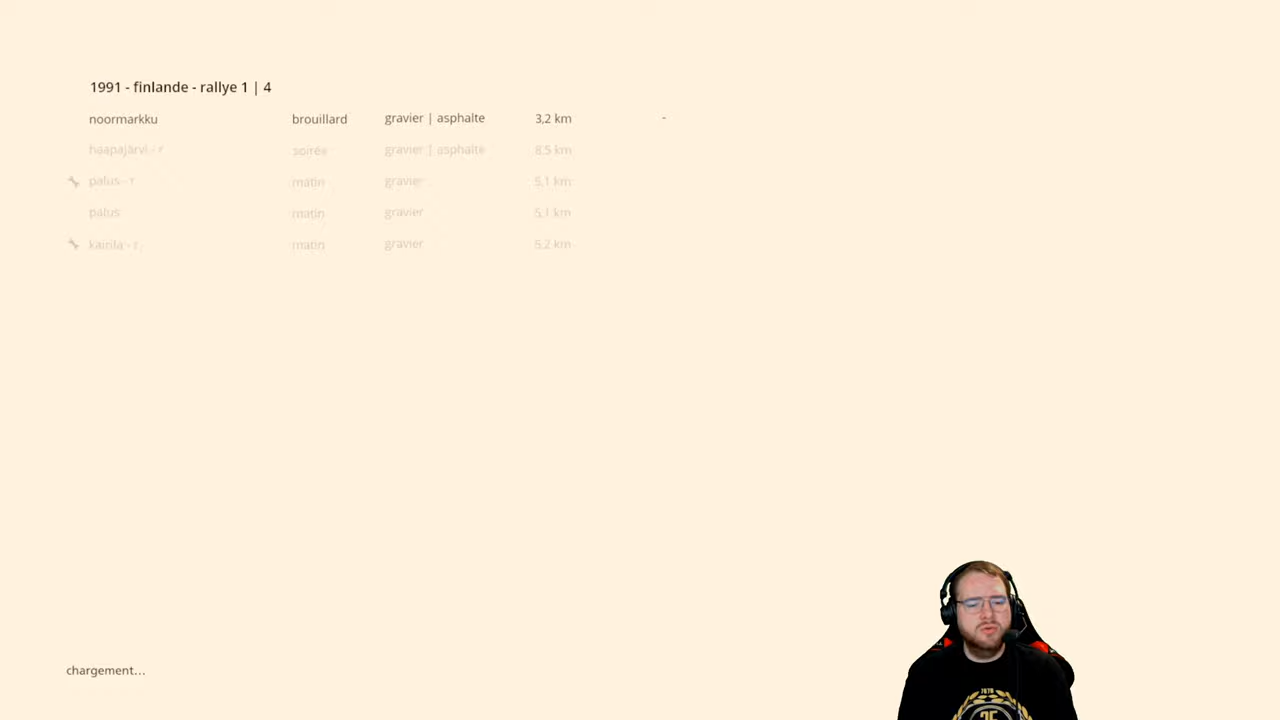 1991 - finlande - rallye 1 | 4
noormarkku brouillard gravier | asphalte 3,2 km -
haapajärvi - r soirée gravier | asphalte 8,5 km
palus - r matin gravier 5,1 km
palus matin gravier 5,1 km
kairila - r matin gravier 5,2 km
chargement...